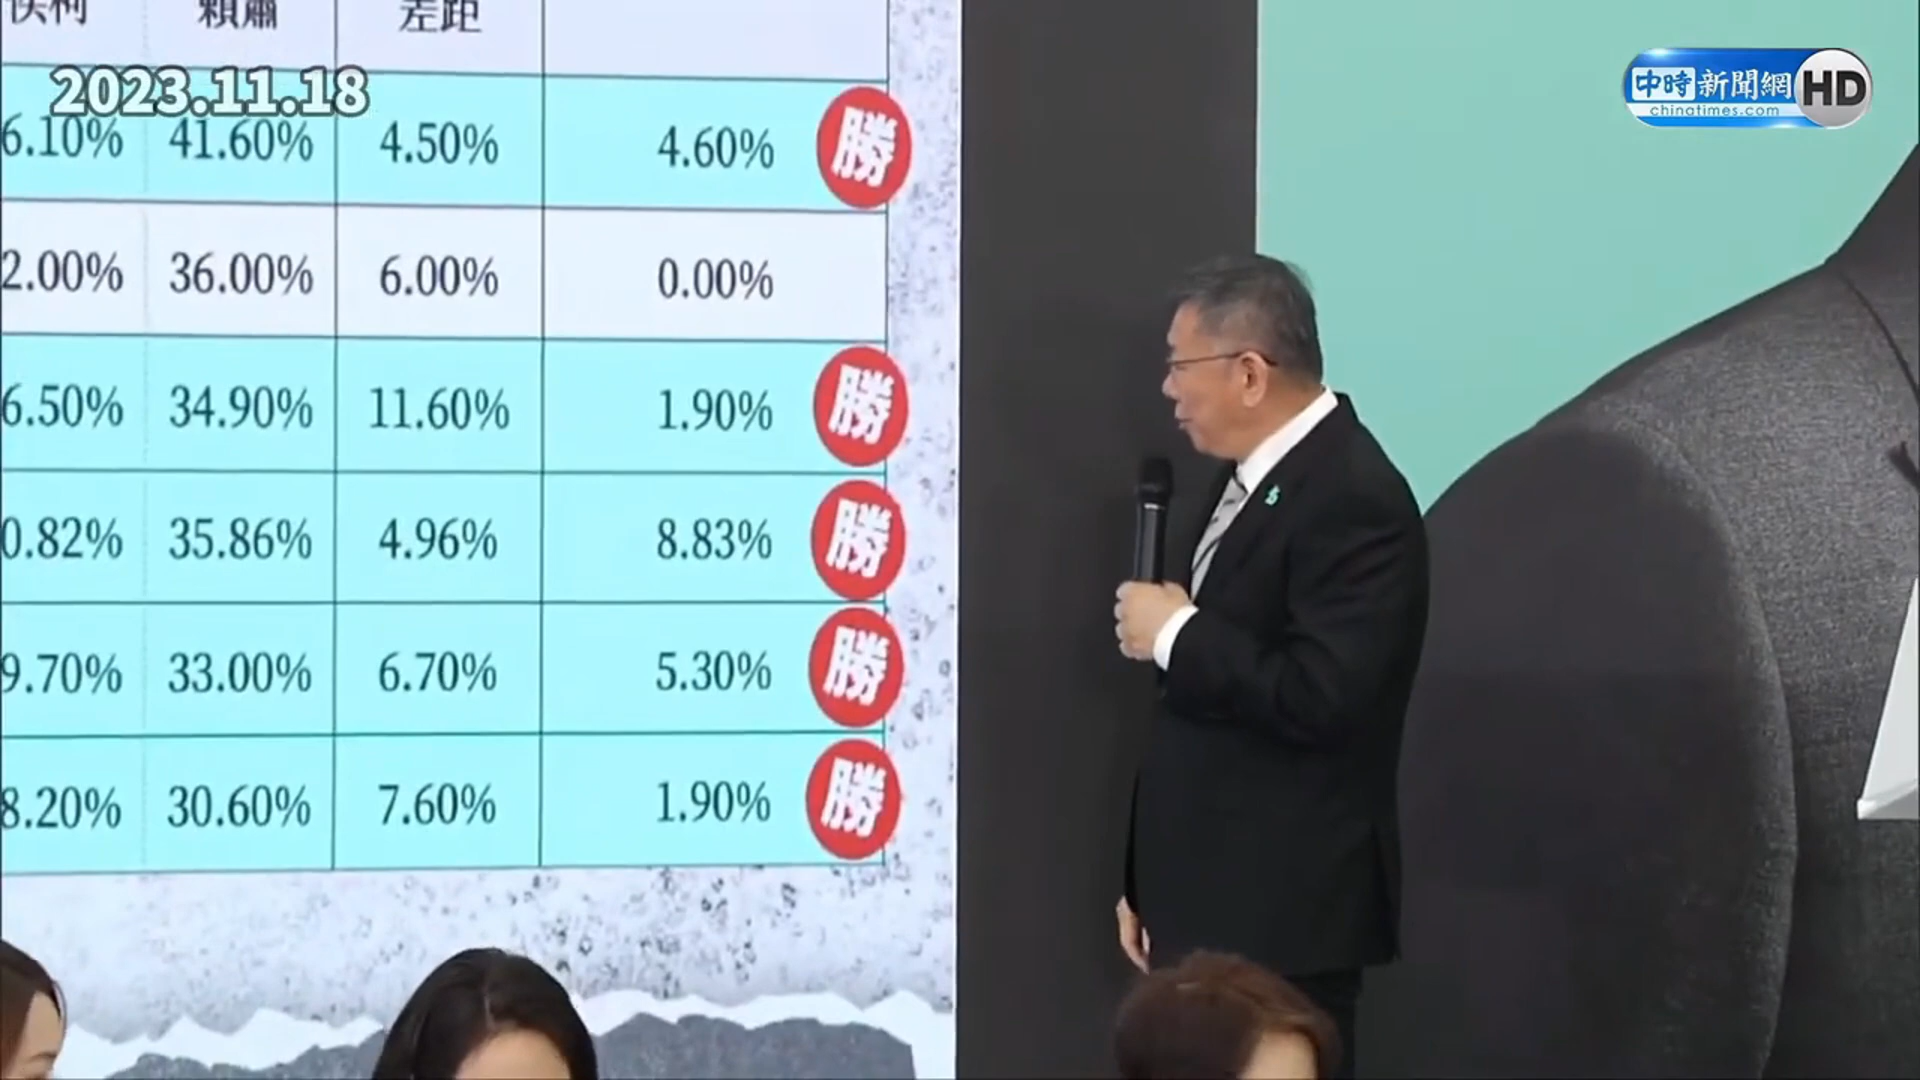 侯柯 賴蕭 差距
2023.11.18
6.10% 41.60% 4.50% 4.60% 勝
2.00% 36.00% 6.00% 0.00%
6.50% 34.90% 11.60% 1.90% 勝
0.82% 35.86% 4.96% 8.83% 勝
9.70% 33.00% 6.70% 5.30% 勝
8.20% 30.60% 7.60% 1.90% 勝
中時新聞網 HD
chinatimes.com